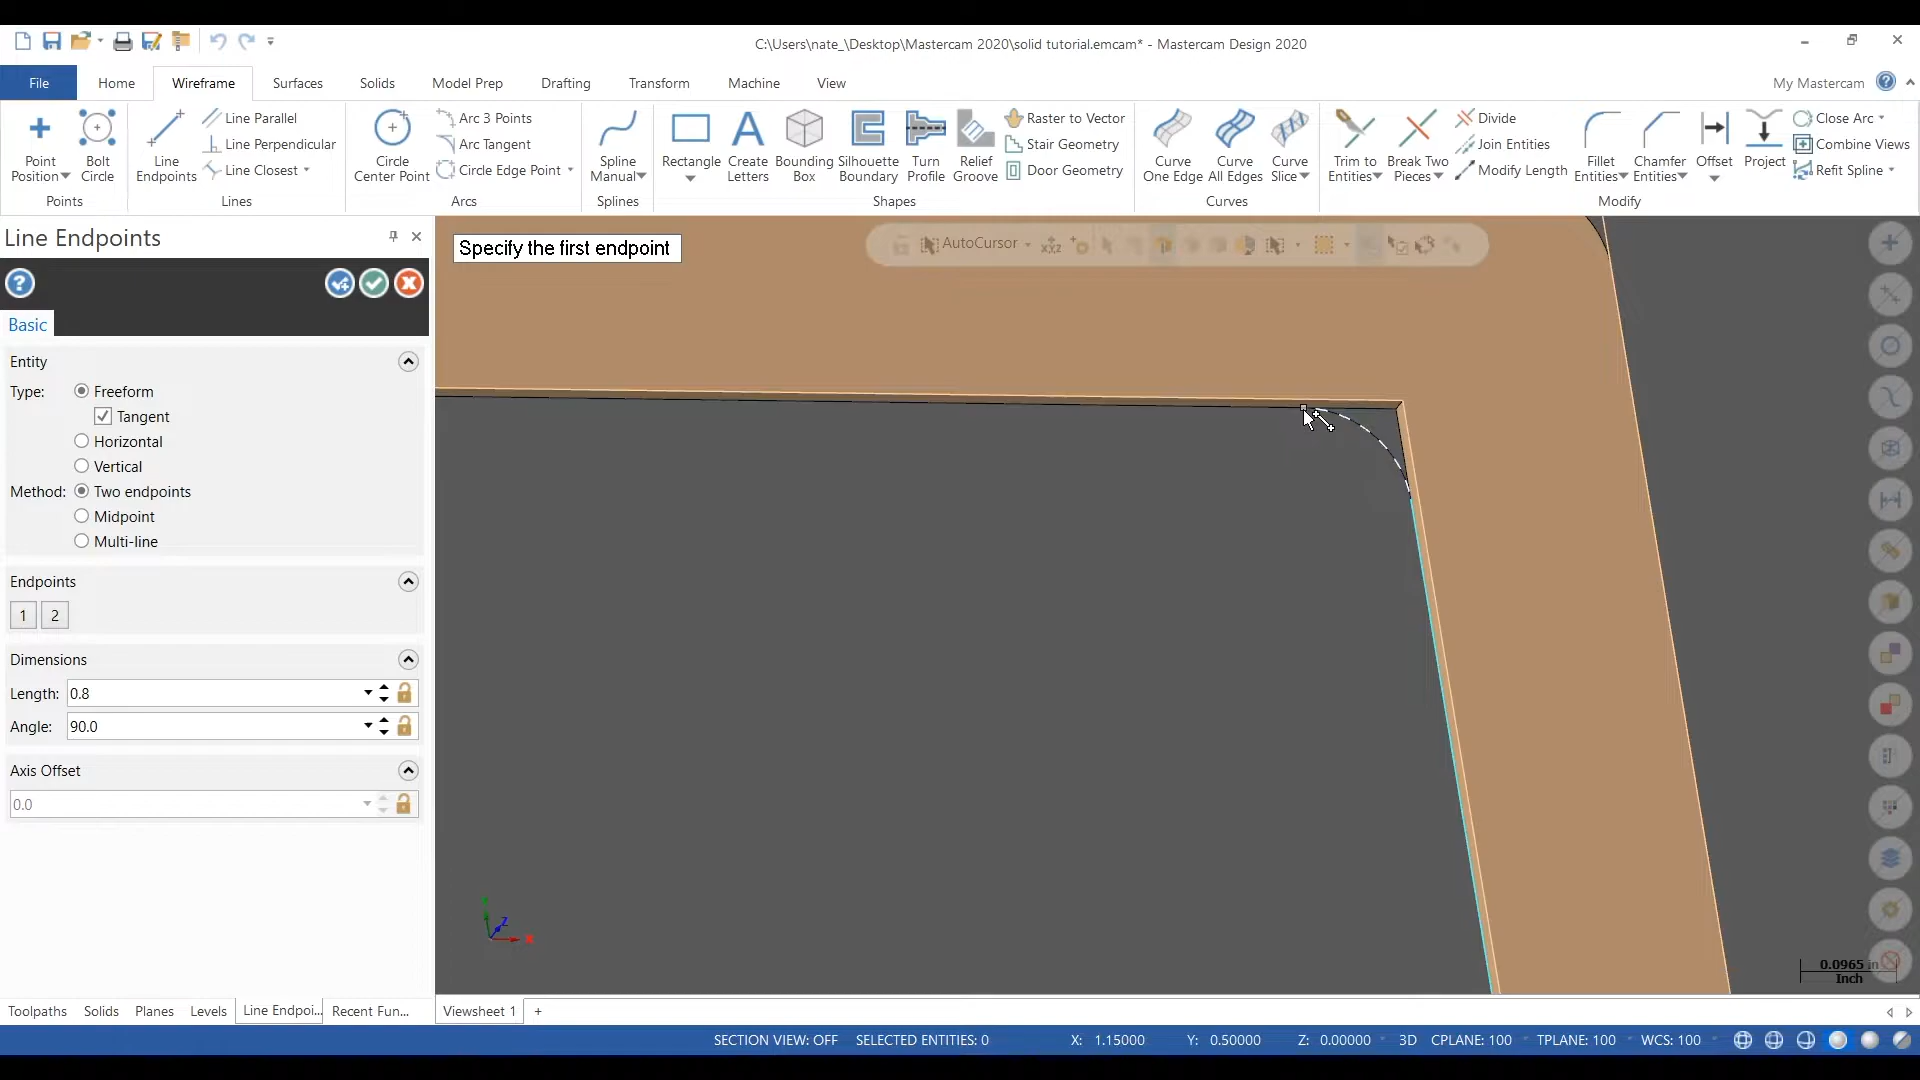 C:\Users\nate_\Desktop\Mastercam 2020\solid tutorial.emcam* - Mastercam Design 2020
File Home Wireframe Surfaces Solids Model Prep Drafting Transform Machine View My Mastercam
Point Position
Bolt Circle
Points
Line Endpoints
Line Parallel
Line Perpendicular
Line Closest
Lines
Circle Center Point
Arc 3 Points
Arc Tangent
Circle Edge Point
Arcs
Spline Manual
Splines
Rectangle
Create Letters
Bounding Box
Silhouette Boundary
Turn Profile
Relief Groove
Raster to Vector
Stair Geometry
Door Geometry
Shapes
Curve One Edge
Curve All Edges
Curve Slice
Curves
Trim to Entities
Break Two Pieces
Divide
Join Entities
Modify Length
Fillet Entities
Chamfer Entities
Offset
Project
Close Arc
Combine Views
Refit Spline
Modify
Line Endpoints
Basic
Entity
Type: Freeform
Tangent
Horizontal
Vertical
Method: Two endpoints
Midpoint
Multi-line
Endpoints
1 2
Dimensions
Length: 0.8
Angle: 90.0
Axis Offset
0.0
Specify the first endpoint
AutoCursor
Z
X
0.0965 in
Inch
Toolpaths Solids Planes Levels Line Endpoi... Recent Fun...
Viewsheet 1 +
SECTION VIEW: OFF SELECTED ENTITIES: 0 X: 1.15000 Y: 0.50000 Z: 0.00000 3D CPLANE: 100 TPLANE: 100 WCS: 100